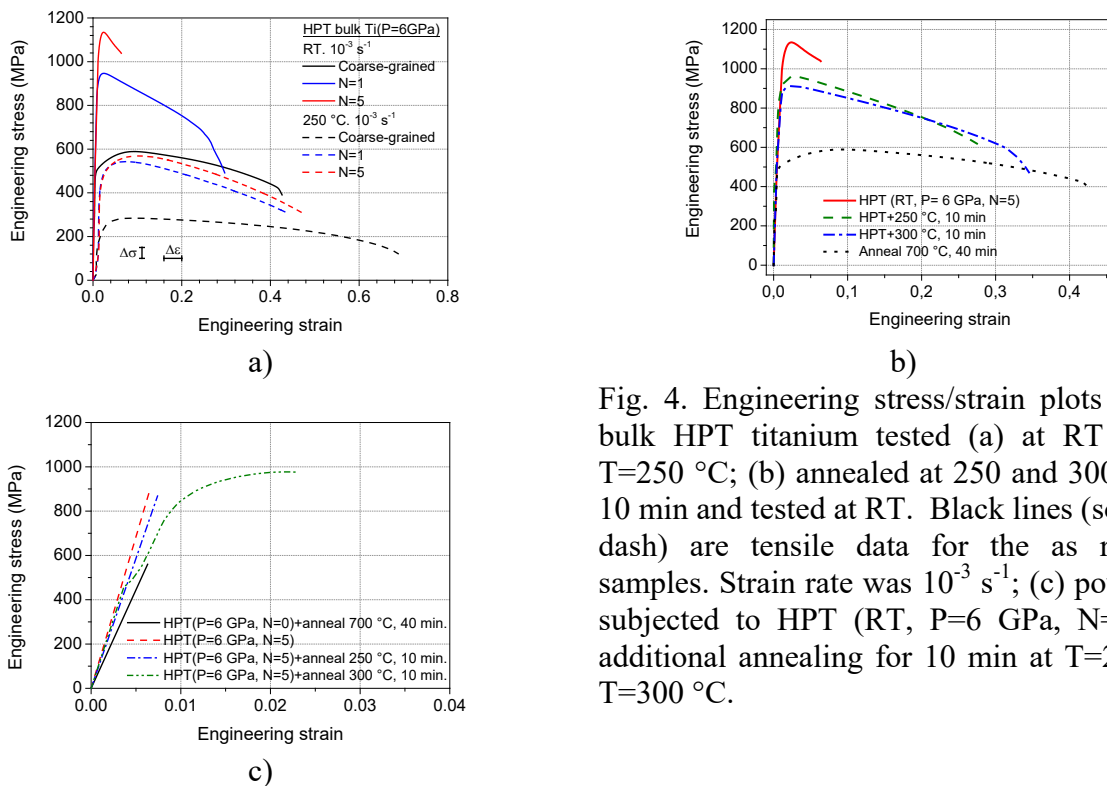 HPT bulk Ti(P=6GPa)
RT. 10⁻³ s⁻¹
Coarse-grained
N=1
N=5
250 °C. 10⁻³ s⁻¹
Coarse-grained
N=1
N=5
Δσ
Δε
Engineering stress (MPa)
1200
1000
800
600
400
200
0
0.0 0.2 0.4 0.6 0.8
Engineering strain
a)
Engineering stress (MPa)
1400
1200
1000
800
600
400
200
0
HPT (RT, P= 6 GPa, N=5)
HPT+250 °C, 10 min
HPT+300 °C, 10 min
Anneal 700 °C, 40 min
0,0 0,1 0,2 0,3 0,4
Engineering strain
b)
Engineering stress (MPa)
1200
1000
800
600
400
200
0
HPT(P=6 GPa, N=0)+anneal 700 °C, 40 min.
HPT(P=6 GPa, N=5)
HPT(P=6 GPa, N=5)+anneal 250 °C, 10 min.
HPT(P=6 GPa, N=5)+anneal 300 °C, 10 min.
0.00 0.01 0.02 0.03 0.04
Engineering strain
c)
Fig. 4. Engineering stress/strain plots
bulk HPT titanium tested (a) at RT
T=250 °C; (b) annealed at 250 and 300
10 min and tested at RT. Black lines (so
dash) are tensile data for the as r
samples. Strain rate was 10⁻³ s⁻¹; (c) po
subjected to HPT (RT, P=6 GPa, N=
additional annealing for 10 min at T=2
T=300 °C.